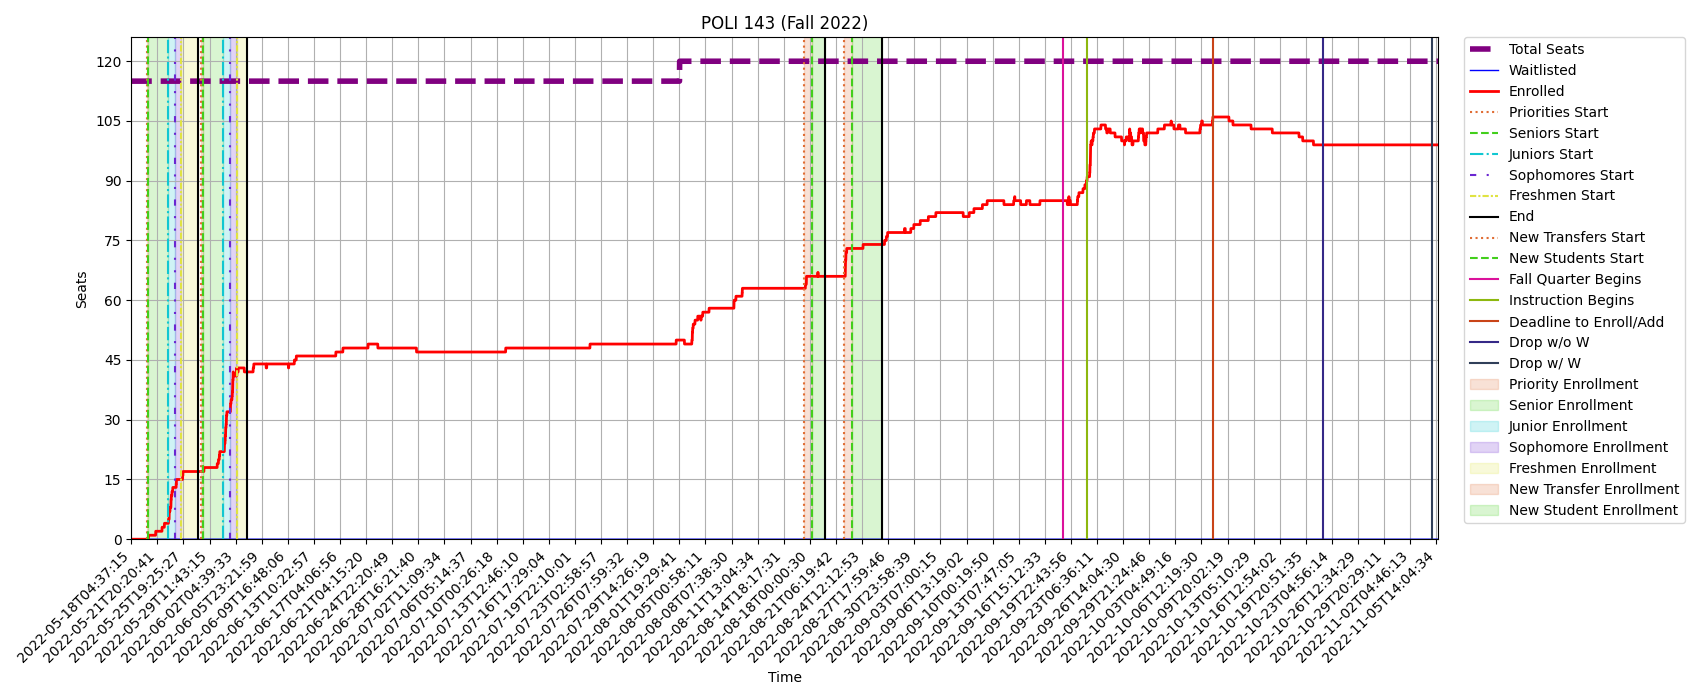 POLI 143 (Fall 2022)
Seats
120
105
90
75
60
45
30
15
0
2022-05-18T04:37:15
2022-05-21T20:20:41
2022-05-25T19:25:27
2022-05-29T11:43:15
2022-06-02T04:39:33
2022-06-05T23:21:59
2022-06-09T16:48:06
2022-06-13T10:22:57
2022-06-17T04:06:56
2022-06-21T04:15:20
2022-06-24T22:20:49
2022-06-28T16:21:40
2022-07-02T11:09:34
2022-07-06T05:14:37
2022-07-10T00:26:18
2022-07-13T12:46:10
2022-07-16T17:29:04
2022-07-19T22:10:01
2022-07-23T02:58:57
2022-07-26T07:59:32
2022-07-29T14:26:19
2022-08-01T19:29:41
2022-08-05T00:58:11
2022-08-08T07:38:30
2022-08-11T13:04:34
2022-08-14T18:17:31
2022-08-18T00:00:30
2022-08-21T06:19:42
2022-08-24T12:12:53
2022-08-27T17:59:46
2022-08-30T23:58:39
2022-09-03T07:00:15
2022-09-06T13:19:02
2022-09-10T00:19:50
2022-09-13T07:47:05
2022-09-16T15:12:33
2022-09-19T22:43:56
2022-09-23T06:36:11
2022-09-26T14:04:30
2022-09-29T21:24:46
2022-10-03T04:49:16
2022-10-06T12:19:30
2022-10-09T20:02:19
2022-10-13T05:10:29
2022-10-16T12:54:02
2022-10-19T20:51:35
2022-10-23T04:56:14
2022-10-26T12:34:29
2022-10-29T20:29:11
2022-11-02T04:46:13
2022-11-05T14:04:34
Time
Total Seats
Waitlisted
Enrolled
Priorities Start
Seniors Start
Juniors Start
Sophomores Start
Freshmen Start
End
New Transfers Start
New Students Start
Fall Quarter Begins
Instruction Begins
Deadline to Enroll/Add
Drop w/o W
Drop w/ W
Priority Enrollment
Senior Enrollment
Junior Enrollment
Sophomore Enrollment
Freshmen Enrollment
New Transfer Enrollment
New Student Enrollment